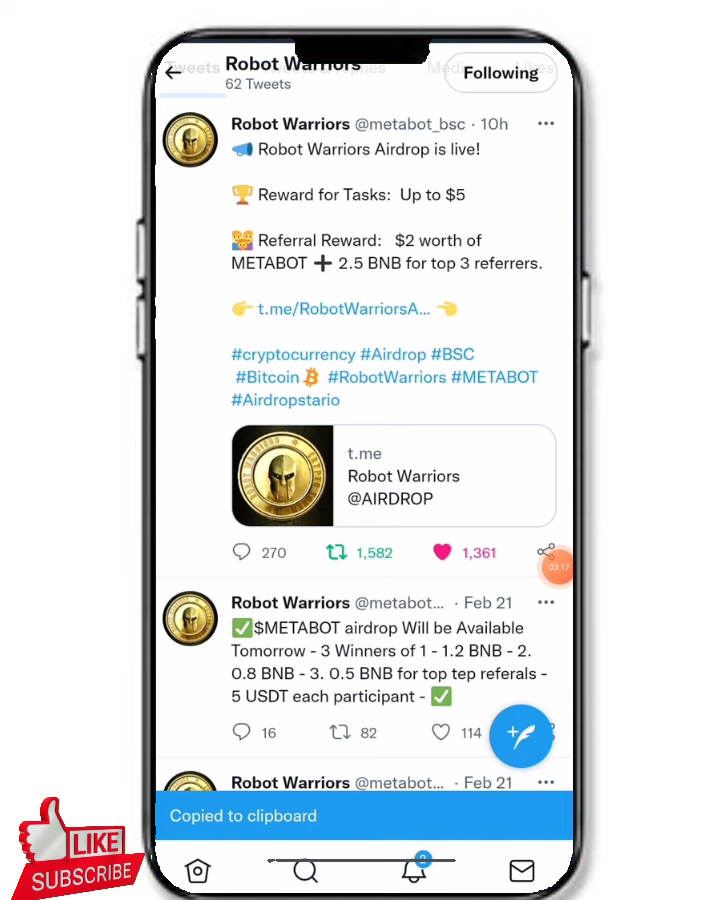 Robot Warriors
Tweets
62 Tweets
Following
Robot Warriors @metabot_bsc · 10h
📢 Robot Warriors Airdrop is live!
🏆 Reward for Tasks: Up to $5
👨‍👩‍👧 Referral Reward: $2 worth of
METABOT ➕ 2.5 BNB for top 3 referrers.
👉 t.me/RobotWarriorsA... 👈
#cryptocurrency #Airdrop #BSC
#Bitcoin #RobotWarriors #METABOT
#Airdropstario
t.me
Robot Warriors
@AIRDROP
270 1,582 1,361
03:17
Robot Warriors @metabot... · Feb 21
✅$METABOT airdrop Will be Available
Tomorrow - 3 Winners of 1 - 1.2 BNB - 2.
0.8 BNB - 3. 0.5 BNB for top tep referals -
5 USDT each participant - ✅
16 82 114
Robot Warriors @metabot... · Feb 21
Copied to clipboard
2
LIKE
SUBSCRIBE